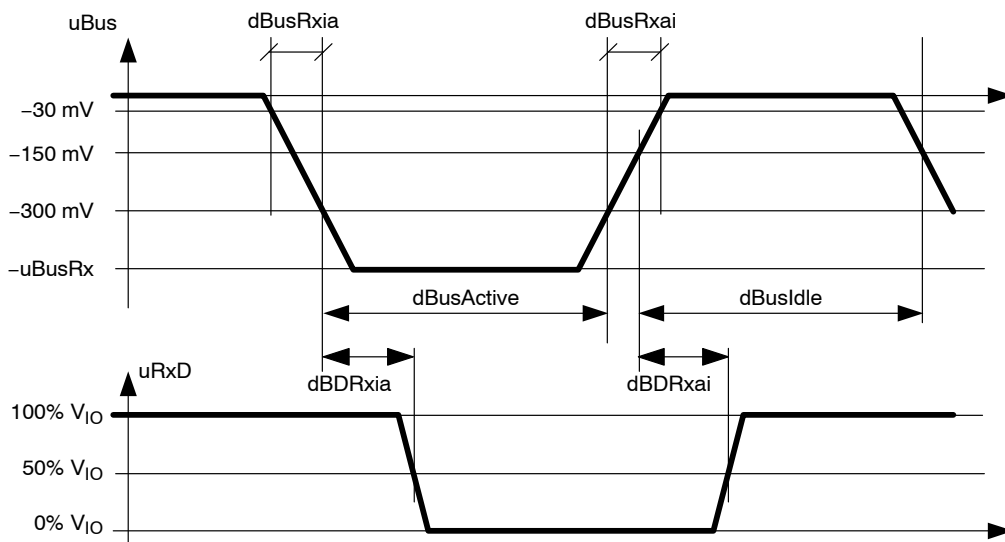 uBus
dBusRxia
dBusRxai
–30 mV
–150 mV
–300 mV
–uBusRx
dBusActive
dBusIdle
uRxD
dBDRxia
dBDRxai
100% VIO
50% VIO
0% VIO